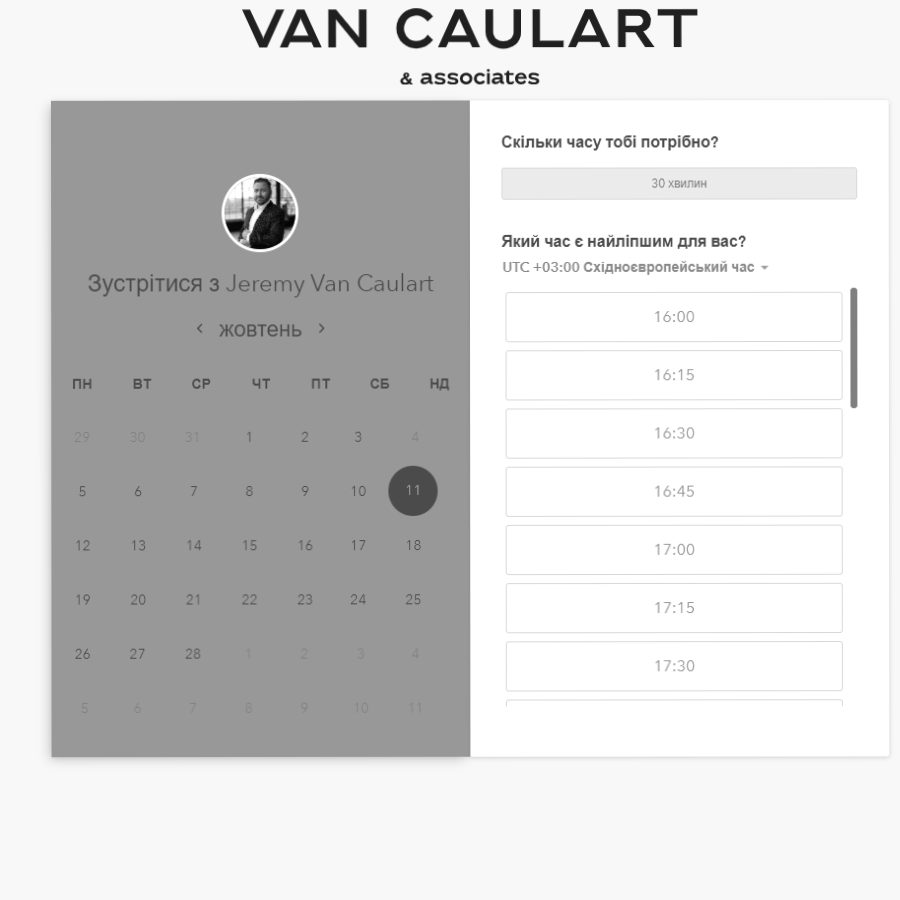 VAN CAULART
& associates
Зустрітися з Jeremy Van Caulart
жовтень
ПН ВТ СР ЧТ ПТ СБ НД
29 30 31 1 2 3 4
5 6 7 8 9 10 11
12 13 14 15 16 17 18
19 20 21 22 23 24 25
26 27 28 1 2 3 4
5 6 7 8 9 10 11
Скільки часу тобі потрібно?
30 хвилин
Який час є найліпшим для вас?
UTC +03:00 Східноєвропейський час
16:00
16:15
16:30
16:45
17:00
17:15
17:30